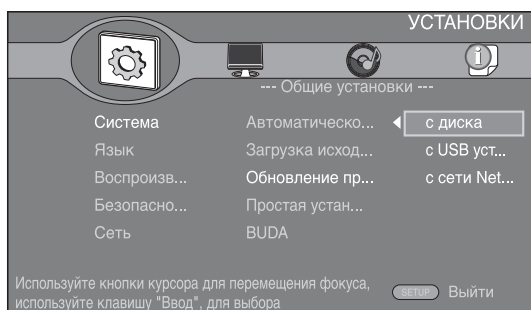 УСТАНОВКИ
--- Общие установки ---
Система
Автоматическо...
с диска
Язык
Загрузка исход...
с USB уст...
Воспроизв...
Обновление пр...
с сети Net...
Безопасно...
Простая устан...
Сеть
BUDA
Используйте кнопки курсора для перемещения фокуса,
используйте клавишу "Ввод", для выбора
SETUP Выйти